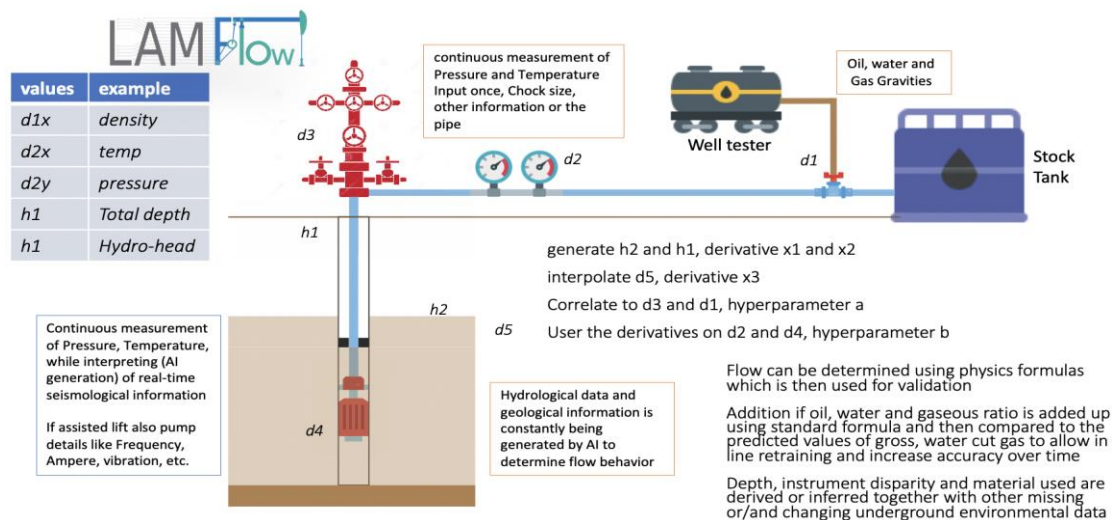 LAMFlow
values example
d1x density
d2x temp
d2y pressure
h1 Total depth
h1 Hydro-head
d3
continuous measurement of
Pressure and Temperature
Input once, Chock size,
other information or the
pipe
d2
Well tester
Oil, water and
Gas Gravities
d1
Stock
Tank
h1
h2
d5
d4
generate h2 and h1, derivative x1 and x2
interpolate d5, derivative x3
Correlate to d3 and d1, hyperparameter a
User the derivatives on d2 and d4, hyperparameter b
Continuous measurement
of Pressure, Temperature,
while interpreting (AI
generation) of real-time
seismological information
If assisted lift also pump
details like Frequency,
Ampere, vibration, etc.
Hydrological data and
geological information is
constantly being
generated by AI to
determine flow behavior
Flow can be determined using physics formulas
which is then used for validation
Addition if oil, water and gaseous ratio is added up
using standard formula and then compared to the
predicted values of gross, water cut gas to allow in
line retraining and increase accuracy over time
Depth, instrument disparity and material used are
derived or inferred together with other missing
or/and changing underground environmental data